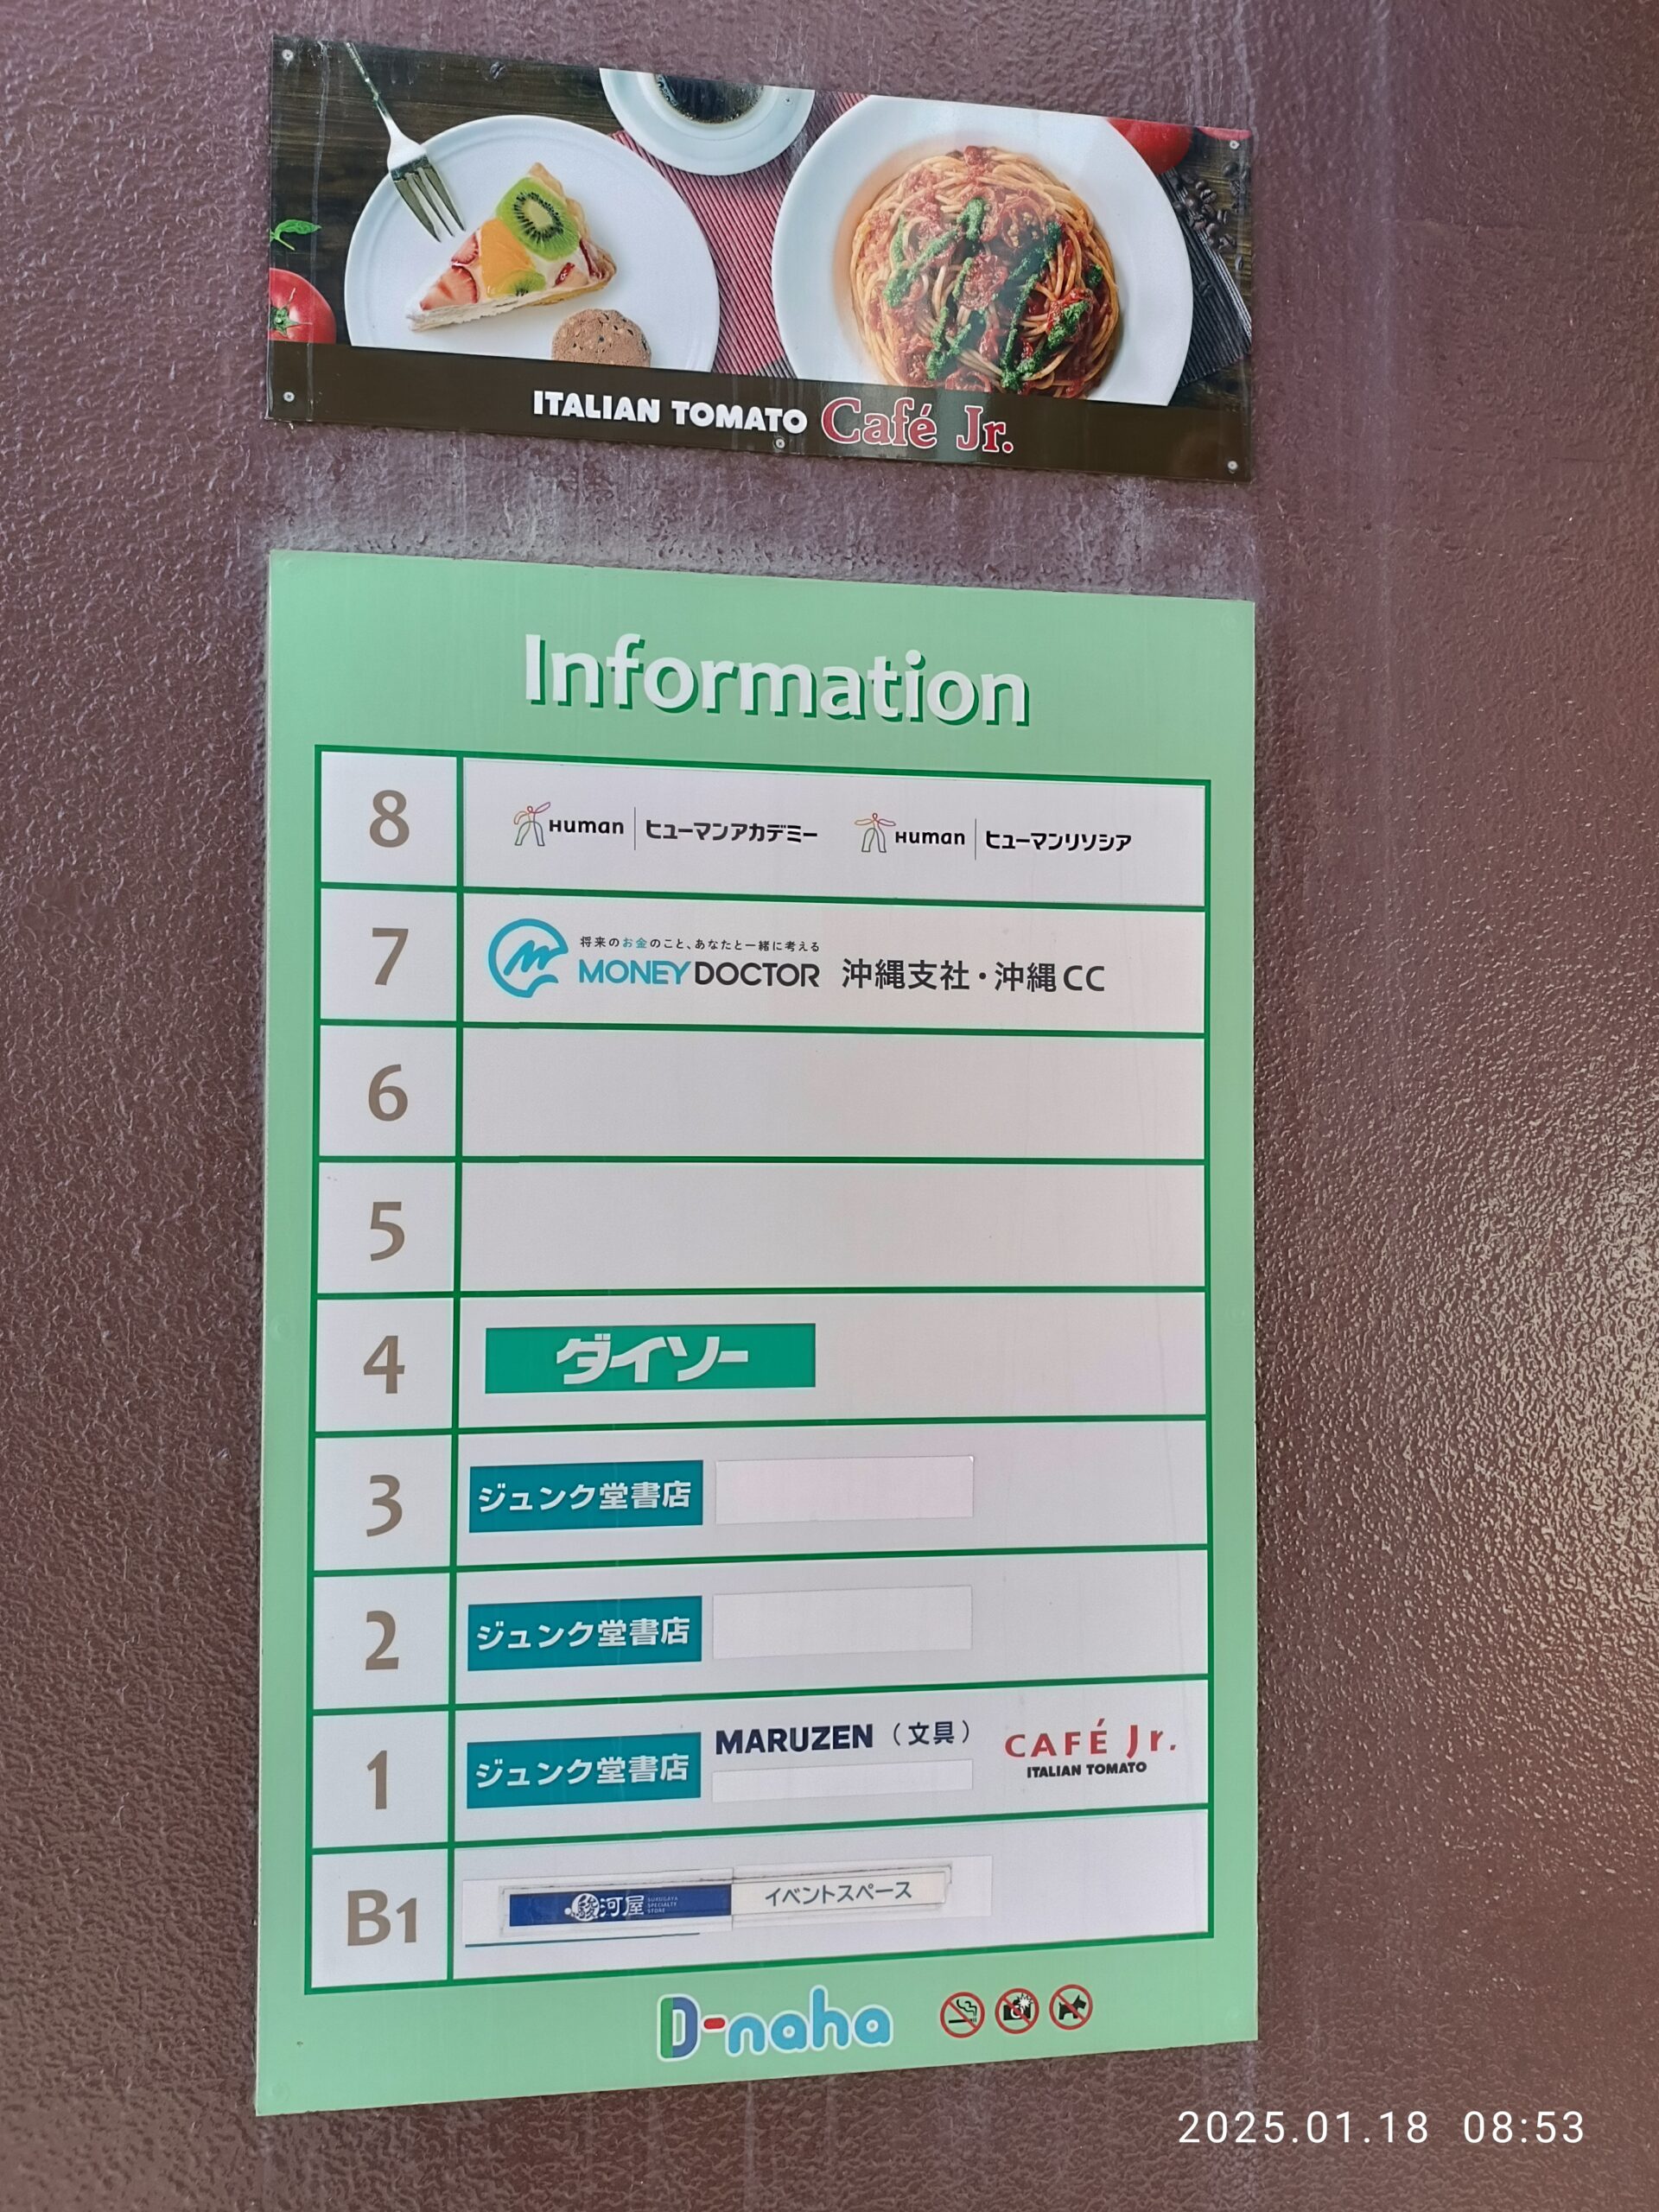 ITALIAN TOMATO Café Jr.
Information
8
Human ヒューマンアカデミー Human ヒューマンリソシア
7
将来のお金のこと、あなたと一緒に考える
MONEY DOCTOR 沖縄支社・沖縄CC
6
5
4
ダイソー
3
ジュンク堂書店
2
ジュンク堂書店
1
ジュンク堂書店
MARUZEN（文具）
CAFÉ Jr.
ITALIAN TOMATO
B1
駿河屋
SURUGAYA
SPECIALTY
STORE
イベントスペース
D-naha
2025.01.18 08:53